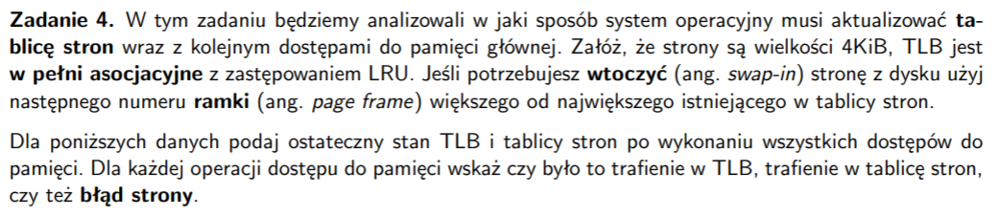 Zadanie 4. W tym zadaniu będziemy analizowali w jaki sposób system operacyjny musi aktualizować ta-
blicę stron wraz z kolejnym dostępami do pamięci głównej. Załóż, że strony są wielkości 4KiB, TLB jest
w pełni asocjacyjne z zastępowaniem LRU. Jeśli potrzebujesz wtoczyć (ang. swap-in) stronę z dysku użyj
następnego numeru ramki (ang. page frame) większego od największego istniejącego w tablicy stron.
Dla poniższych danych podaj ostateczny stan TLB i tablicy stron po wykonaniu wszystkich dostępów do
pamięci. Dla każdej operacji dostępu do pamięci wskaż czy było to trafienie w TLB, trafienie w tablicę stron,
czy też błąd strony.